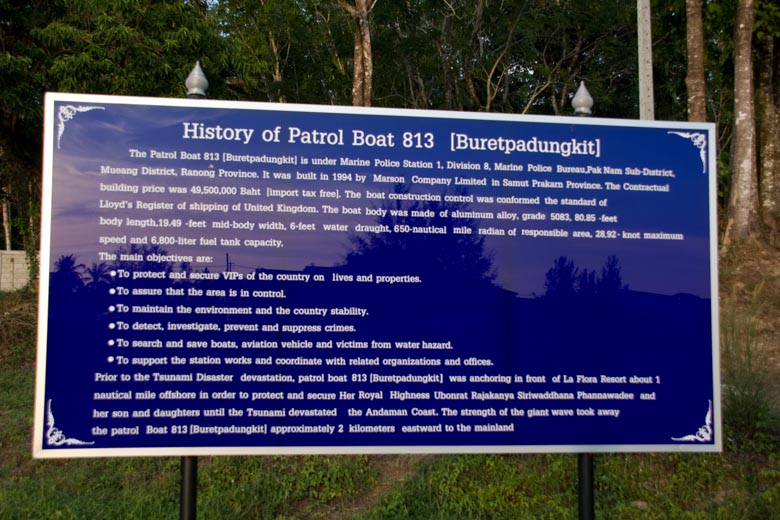 History of Patrol Boat 813 [Buretpadungkit]
The Patrol Boat 813 [Buretpadungkit] is under Marine Police Station 1, Division 8, Marine Police Bureau,Pak Nam Sub-District,
Mueang District, Ranong Province. It was built in 1994 by Marson Company Limited in Samut Prakarn Province. The Contractual
building price was 49,500,000 Baht [import tax free]. The boat construction control was conformed the standard of
Lloyd's Register of shipping of United Kingdom. The boat body was made of aluminum alloy, grade 5083, 80.85 -feet
body length,19.49 -feet mid-body width, 6-feet water draught, 650-nautical mile radian of responsible area, 28.92- knot maximum
speed and 6,800-liter fuel tank capacity.
The main objectives are:
●To protect and secure VIPs of the country on lives and properties.
●To assure that the area is in control.
●To maintain the environment and the country stability.
●To detect, investigate, prevent and suppress crimes.
●To search and save boats, aviation vehicle and victims from water hazard.
●To support the station works and coordinate with related organizations and offices.
Prior to the Tsunami Disaster devastation, patrol boat 813 [Buretpadungkit] was anchoring in front of La Flora Resort about 1
nautical mile offshore in order to protect and secure Her Royal Highness Ubonrat Rajakanya Siriwaddhana Phannawadee and
her son and daughters until the Tsunami devastated the Andaman Coast. The strength of the giant wave took away
the patrol Boat 813 [Buretpadungkit] approximately 2 kilometers eastward to the mainland